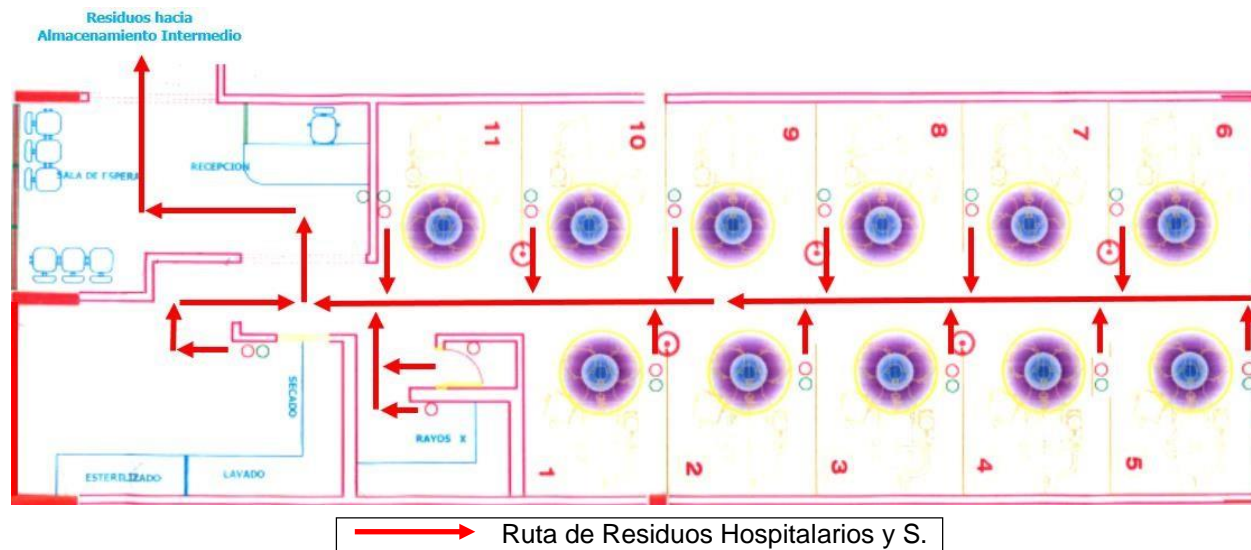 Residuos hacia
Almacenamiento Intermedio
11
10
9
8
7
6
RECEPCION
SALA DE ESPERA
SECADO
RAYOS X
ESTERILIZADO
LAVADO
1
2
3
4
5
Ruta de Residuos Hospitalarios y S.